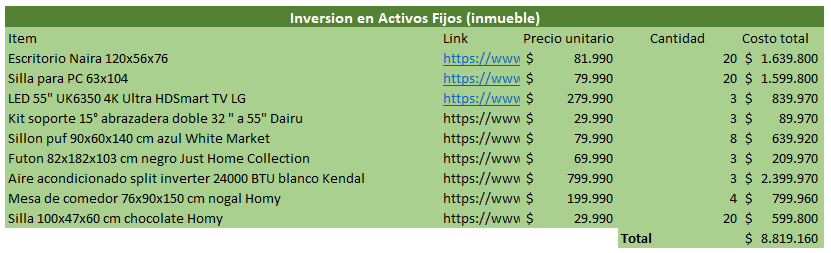 Inversion en Activos Fijos (inmueble)
Item Link Precio unitario Cantidad Costo total
Escritorio Naira 120x56x76 https://www $ 81.990 20 $ 1.639.800
Silla para PC 63x104 https://www $ 79.990 20 $ 1.599.800
LED 55" UK6350 4K Ultra HDSmart TV LG https://www $ 279.990 3 $ 839.970
Kit soporte 15° abrazadera doble 32 " a 55" Dairu https://www $ 29.990 3 $ 89.970
Sillon puf 90x60x140 cm azul White Market https://www $ 79.990 8 $ 639.920
Futon 82x182x103 cm negro Just Home Collection https://www $ 69.990 3 $ 209.970
Aire acondicionado split inverter 24000 BTU blanco Kendal https://www $ 799.990 3 $ 2.399.970
Mesa de comedor 76x90x150 cm nogal Homy https://www $ 199.990 4 $ 799.960
Silla 100x47x60 cm chocolate Homy https://www $ 29.990 20 $ 599.800
Total $ 8.819.160